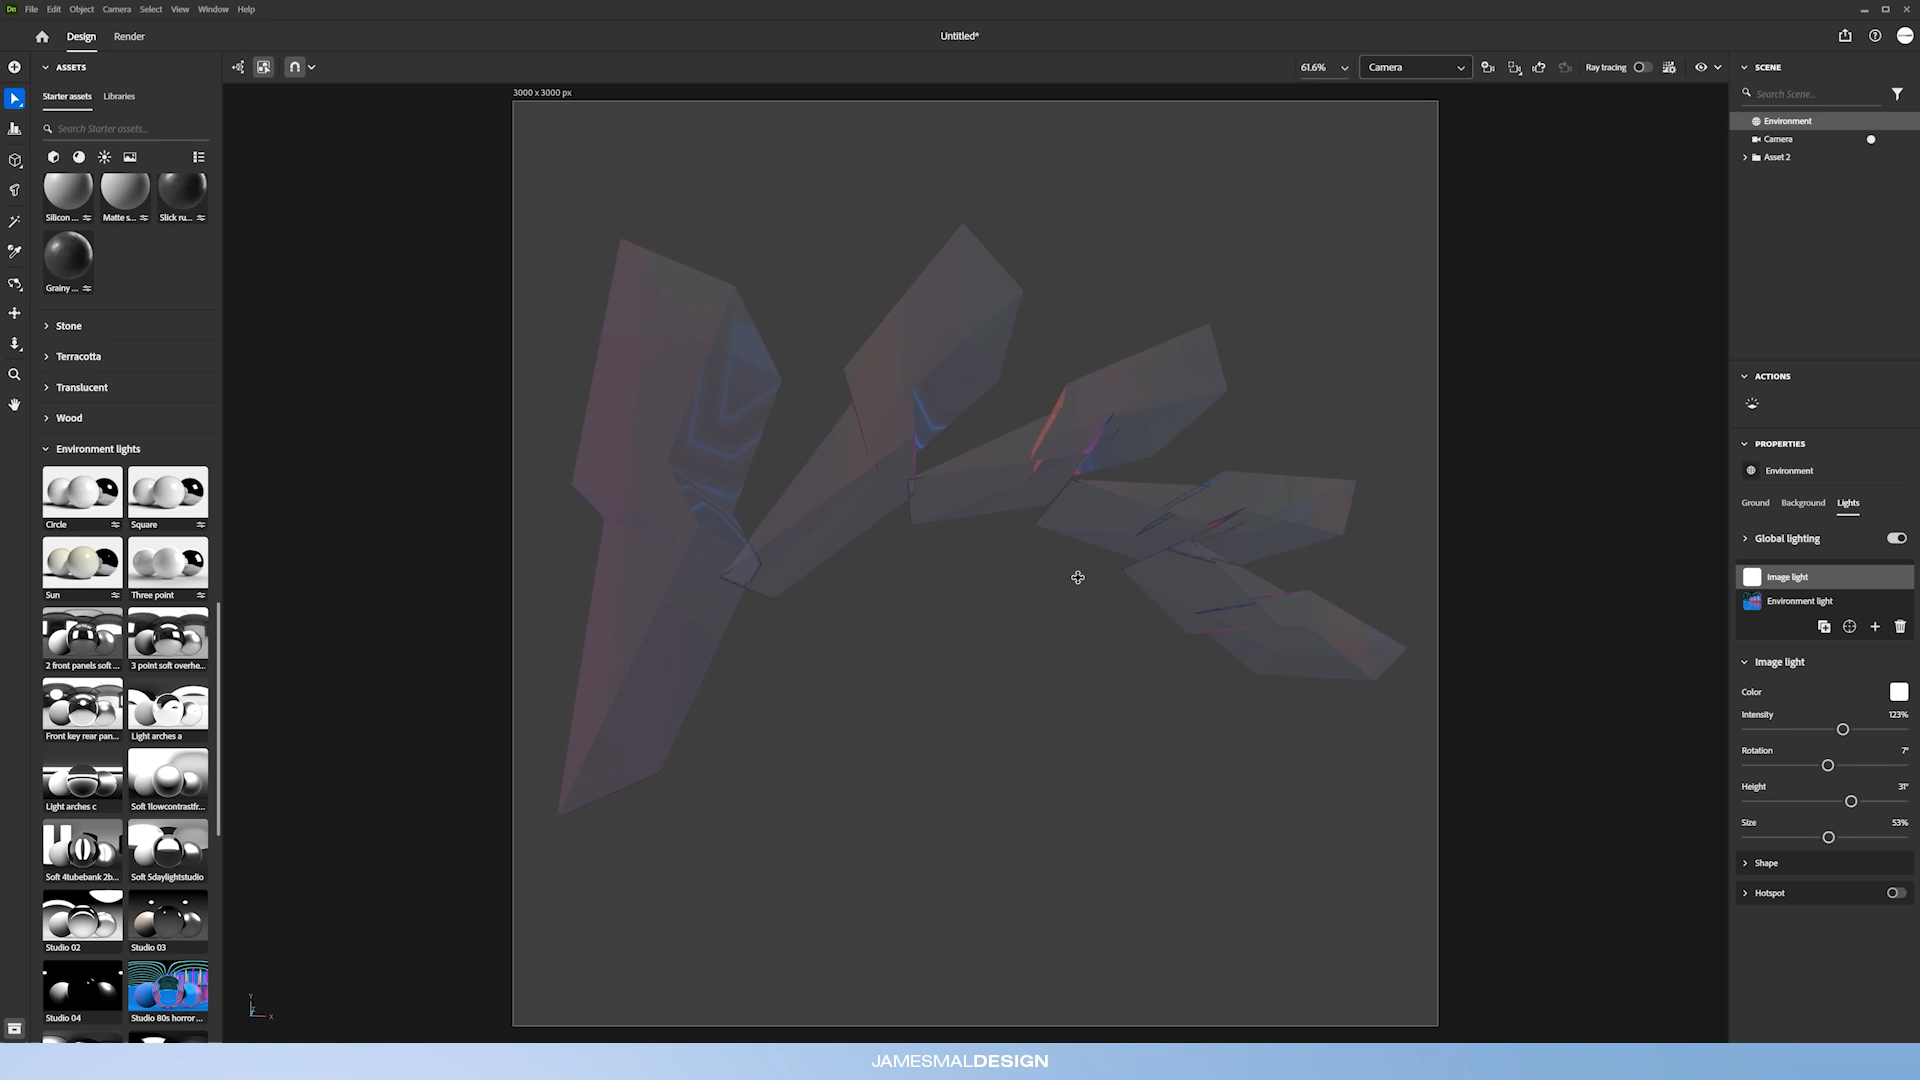 Dn File Edit Object Camera Select View Window Help
Design Render
Untitled*
ASSETS
Starter assets Libraries
Search Starter assets...
Silicon ... Matte s... Slick ru...
Grainy ...
Stone
Terracotta
Translucent
Wood
Environment lights
Circle Square
Sun Three point
2 front panels soft ... 3 point soft overhe...
Front key rear pan... Light arches a
Light arches c Soft 1lowcontrastfr...
Soft 4tubebank 2b... Soft 5daylightstudio
Studio 02 Studio 03
Studio 04 Studio 80s horror ...
61.6% Camera Ray tracing
3000 x 3000 px
Y
Z
X
SCENE
Search Scene...
Environment
Camera
Asset 2
ACTIONS
PROPERTIES
Environment
Ground Background Lights
Global lighting
Image light
Environment light
Image light
Color
Intensity 123%
Rotation 7°
Height 31°
Size 53%
Shape
Hotspot
JAMESMALDESIGN